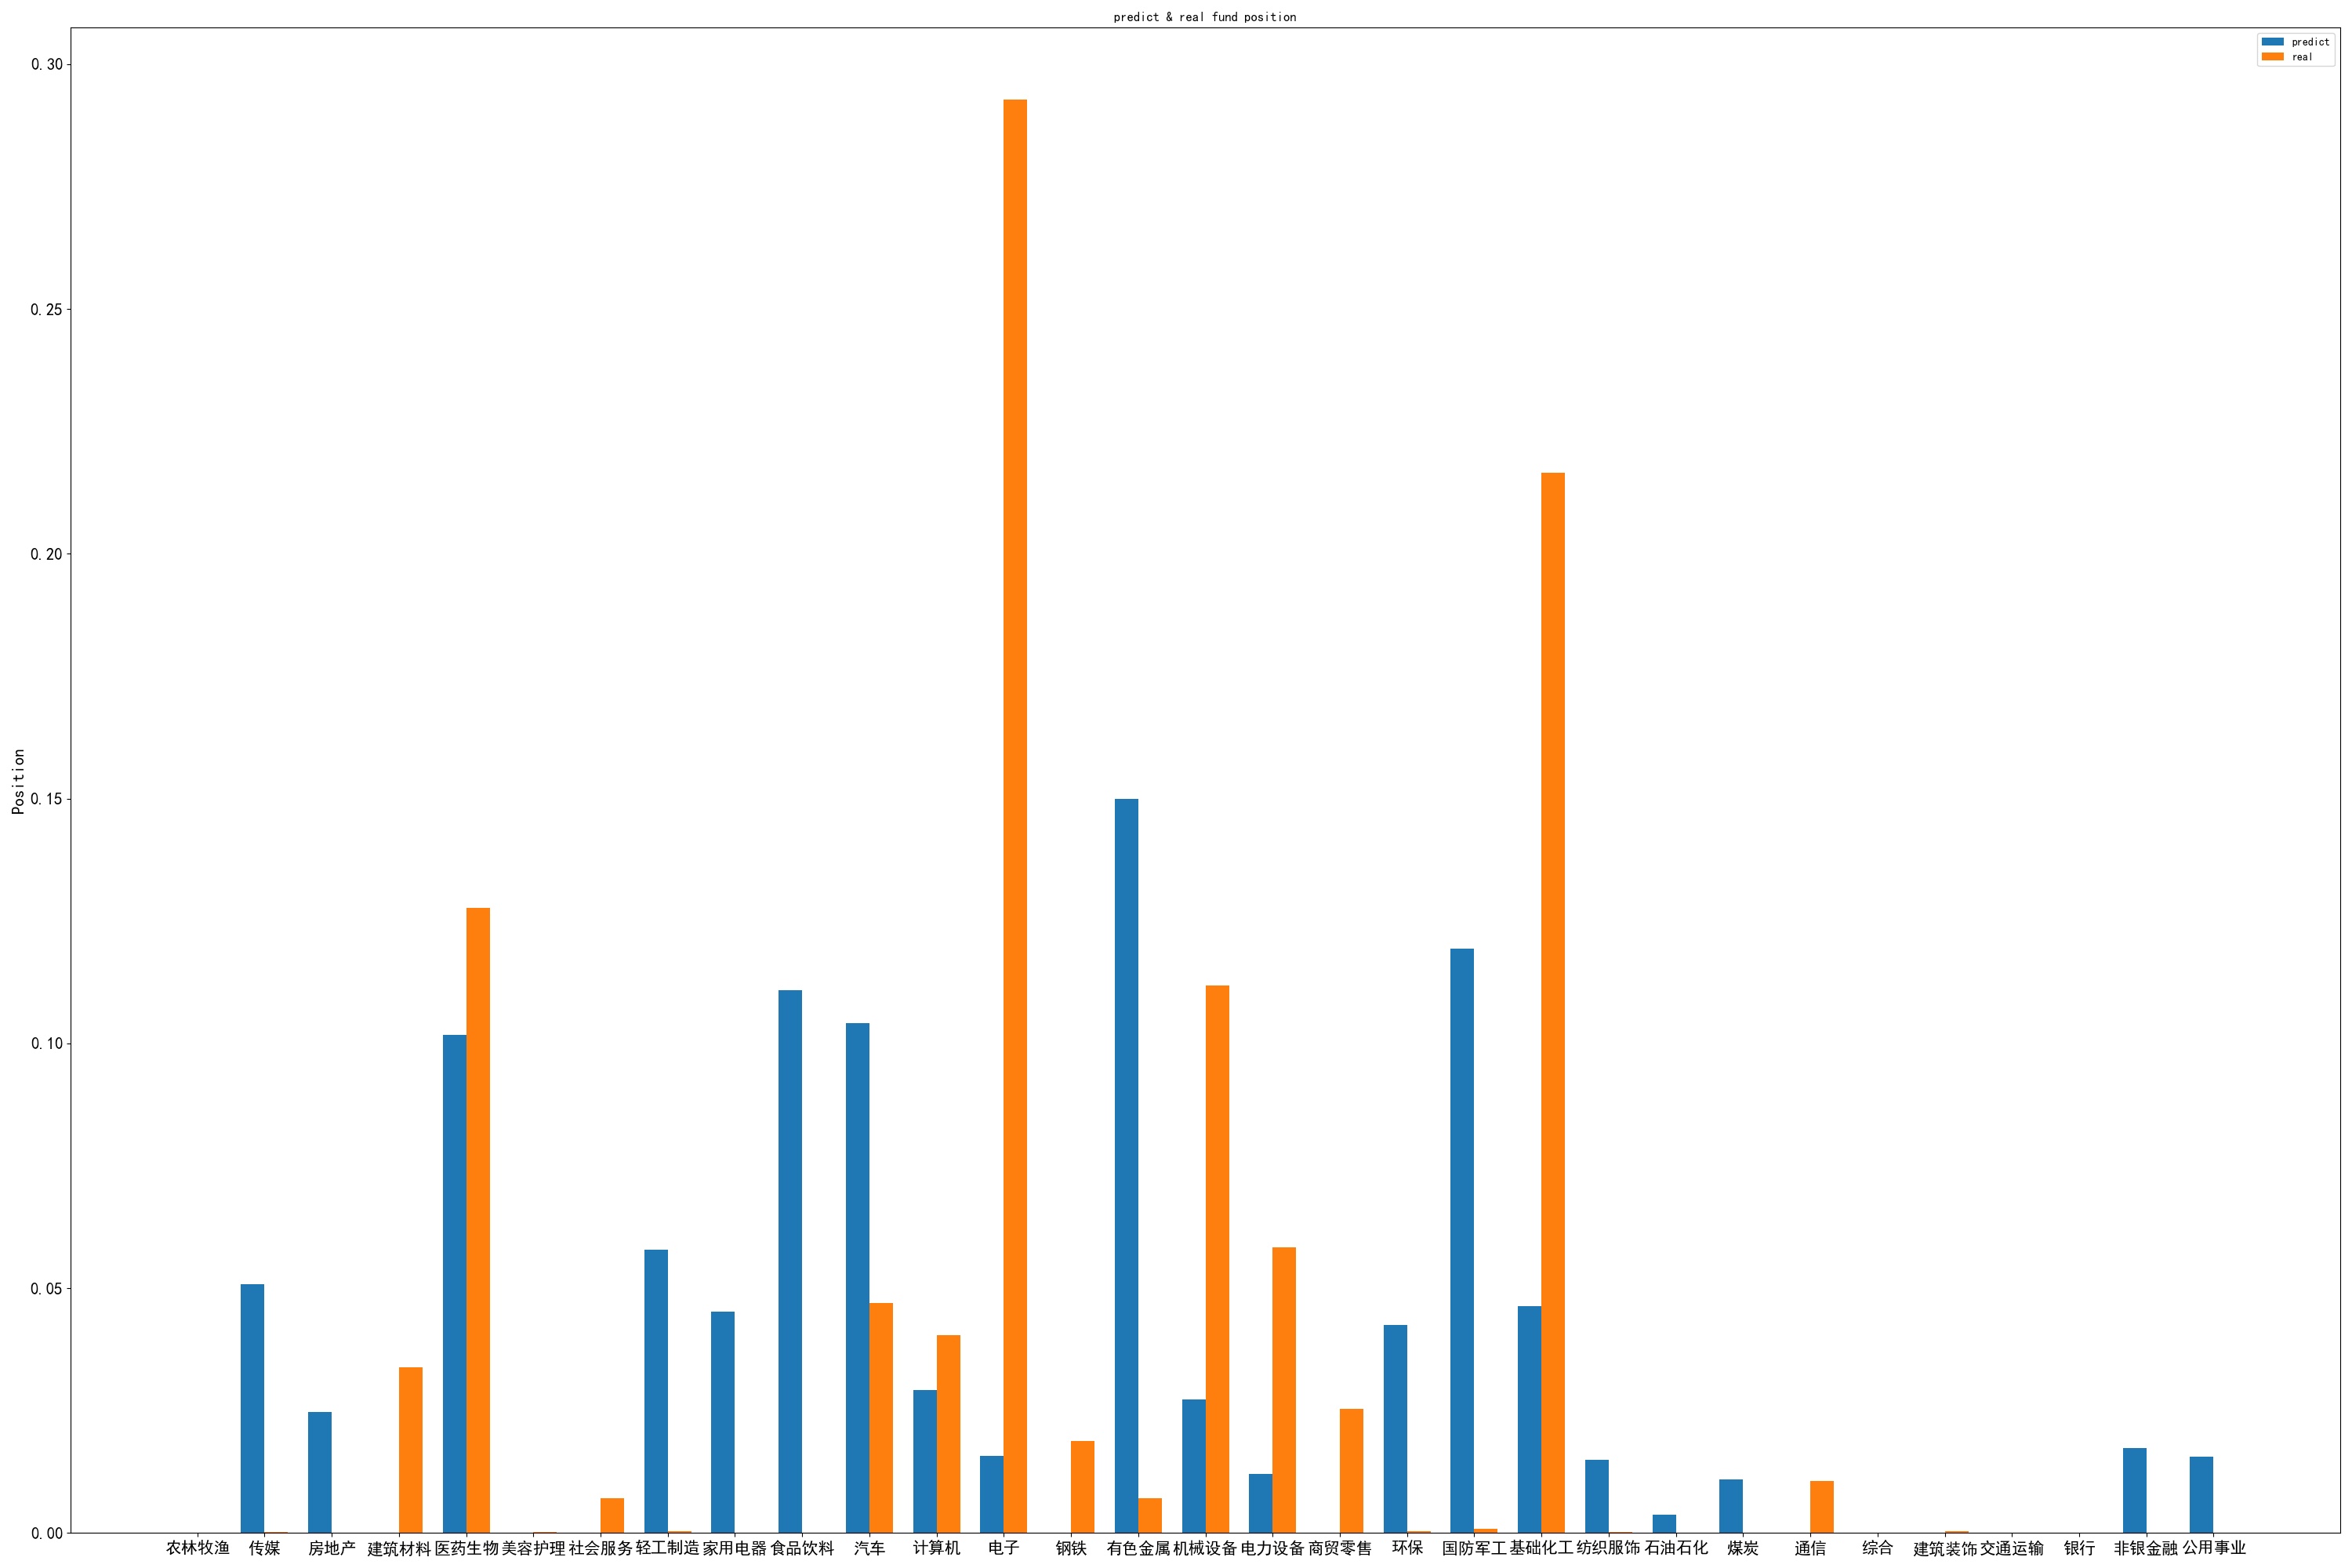 predict & real fund position
predict
real
0.30
0.25
0.20
0.15
0.10
0.05
0.00
Position
农林牧渔 传媒 房地产 建筑材料 医药生物 美容护理 社会服务 轻工制造 家用电器 食品饮料 汽车 计算机 电子 钢铁 有色金属 机械设备 电力设备 商贸零售 环保 国防军工 基础化工 纺织服饰 石油石化 煤炭 通信 综合 建筑装饰 交通运输 银行 非银金融 公用事业